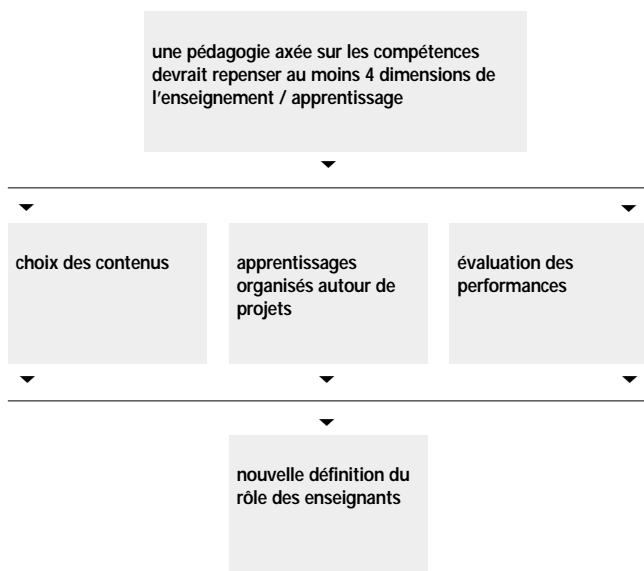 une pédagogie axée sur les compétences
devrait repenser au moins 4 dimensions de
l'enseignement / apprentissage
choix des contenus
apprentissages
organisés autour de
projets
évaluation des
performances
nouvelle définition du
rôle des enseignants